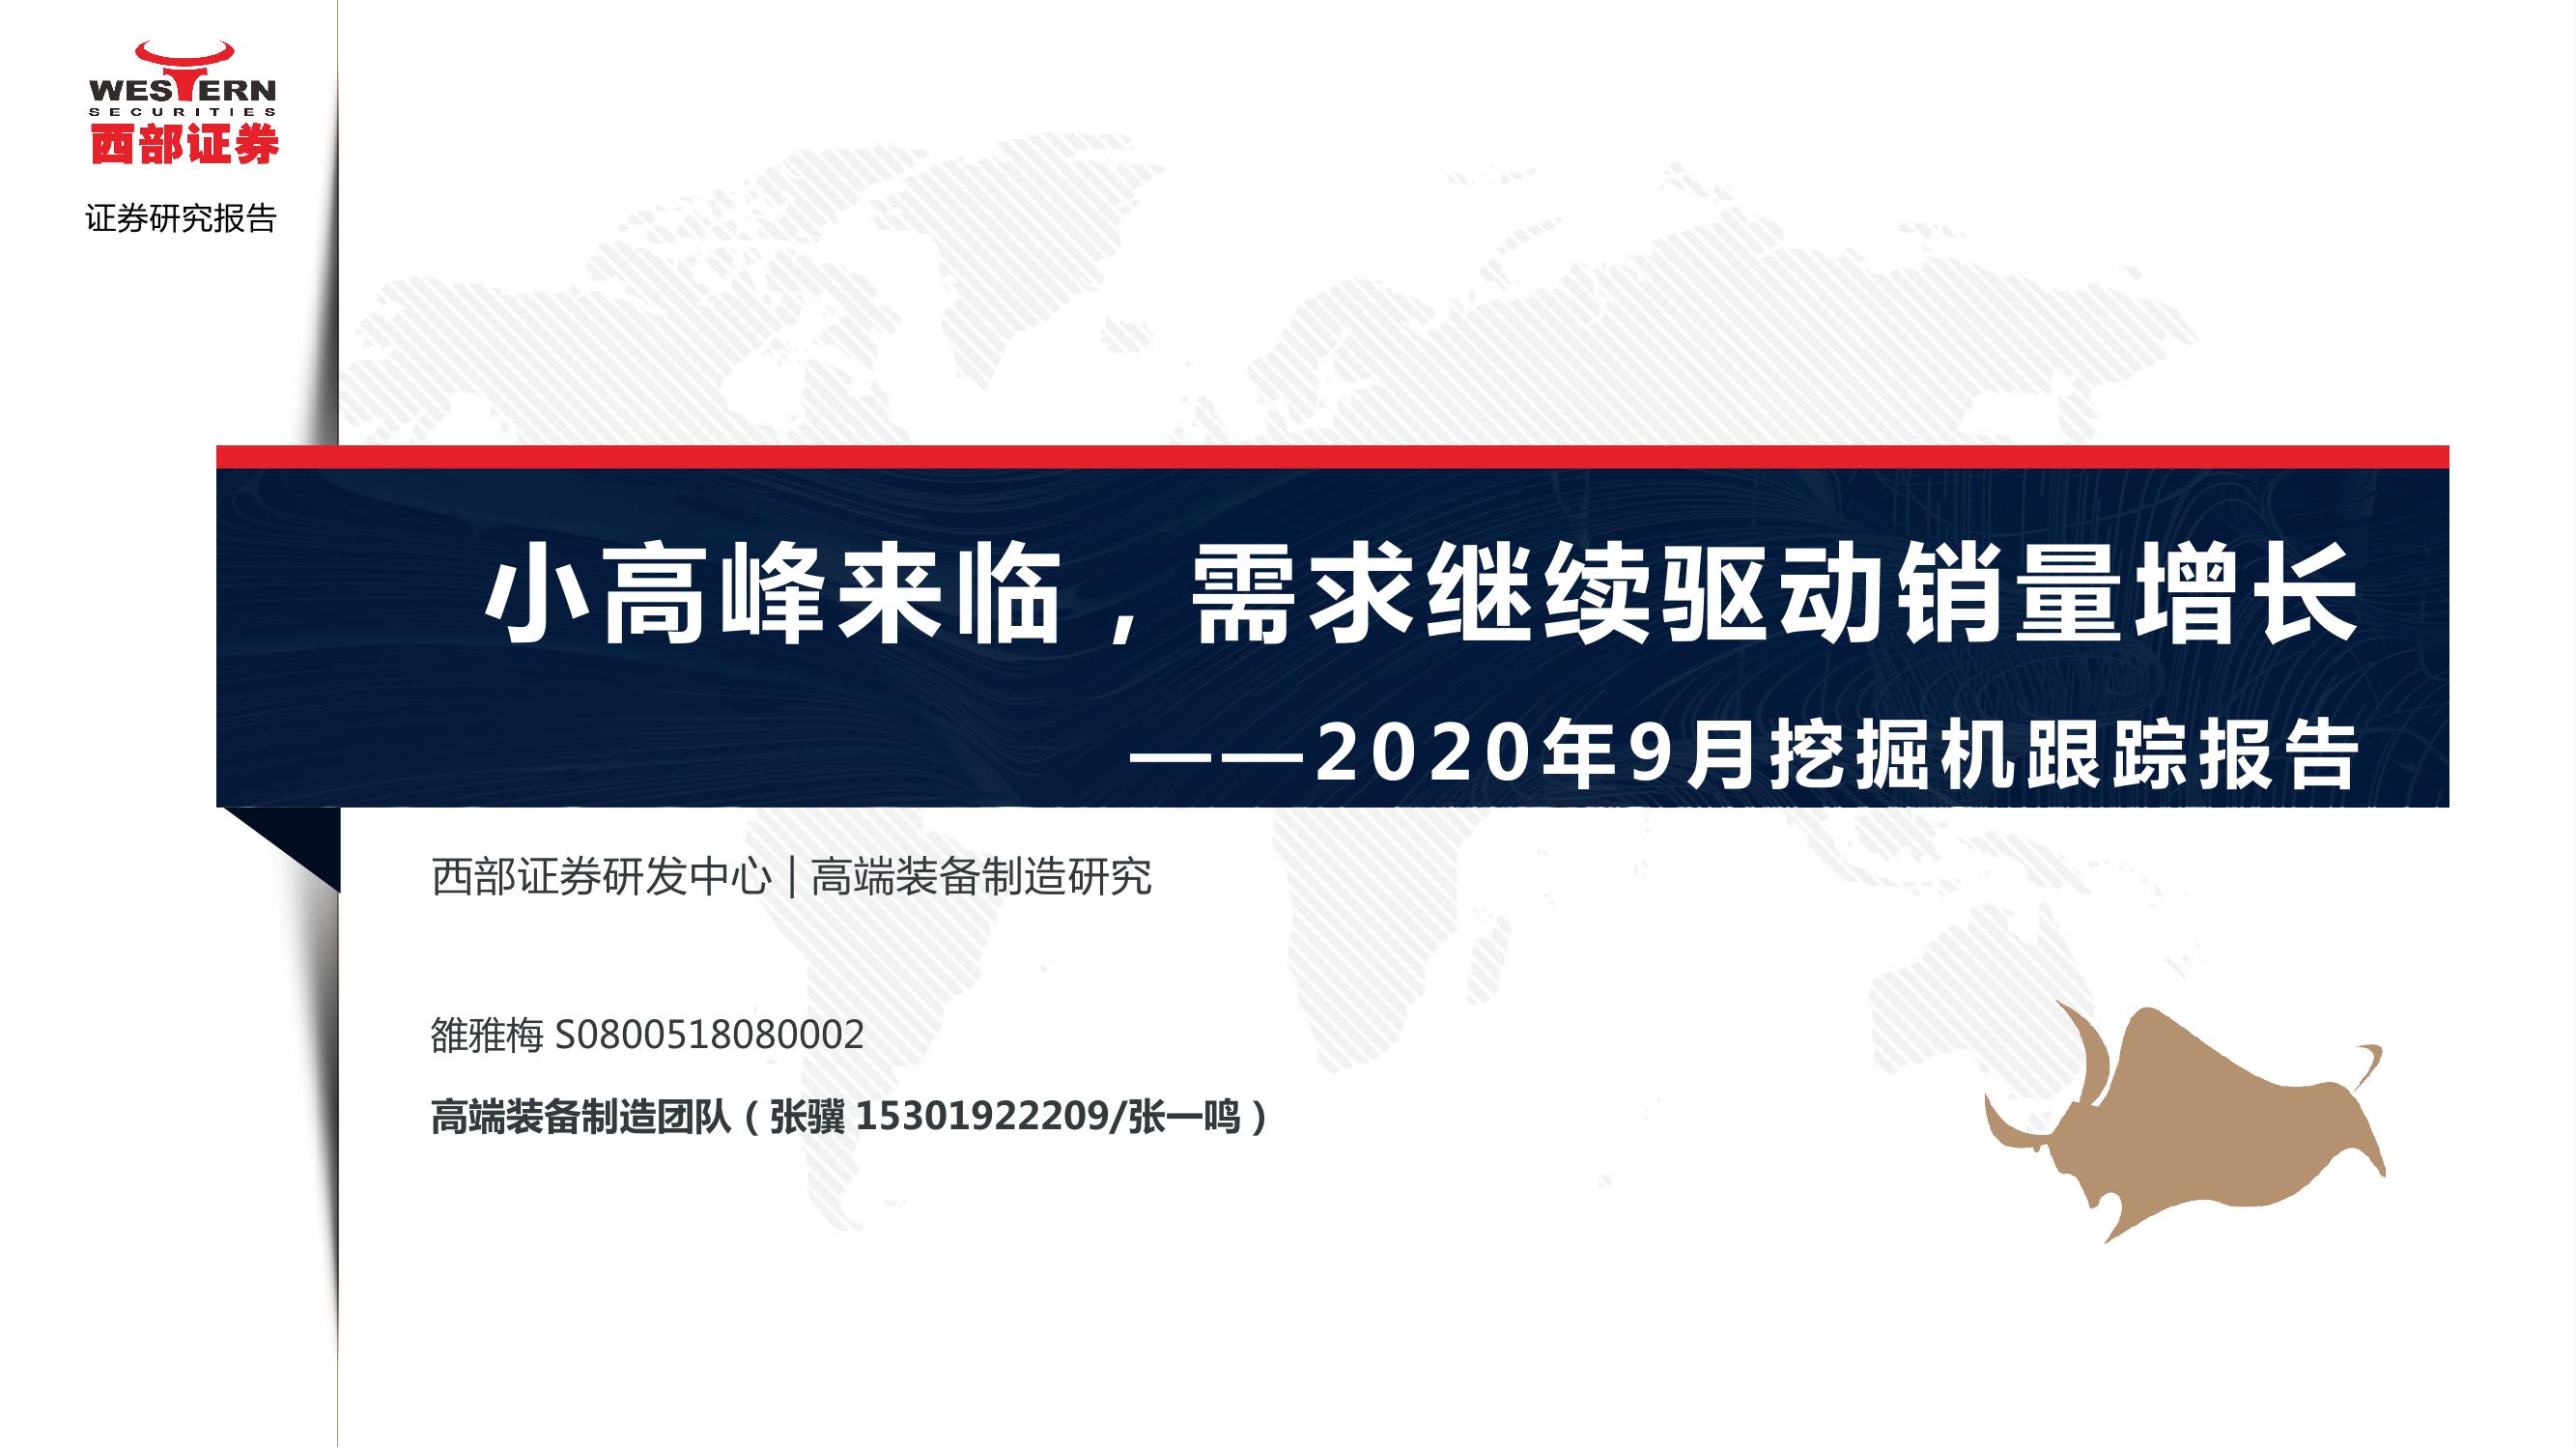 WESTERN
SECURITIES
西部证券
证券研究报告
小高峰来临，需求继续驱动销量增长
——2020年9月挖掘机跟踪报告
西部证券研发中心 | 高端装备制造研究
雒雅梅 S0800518080002
高端装备制造团队（张骥 15301922209/张一鸣）